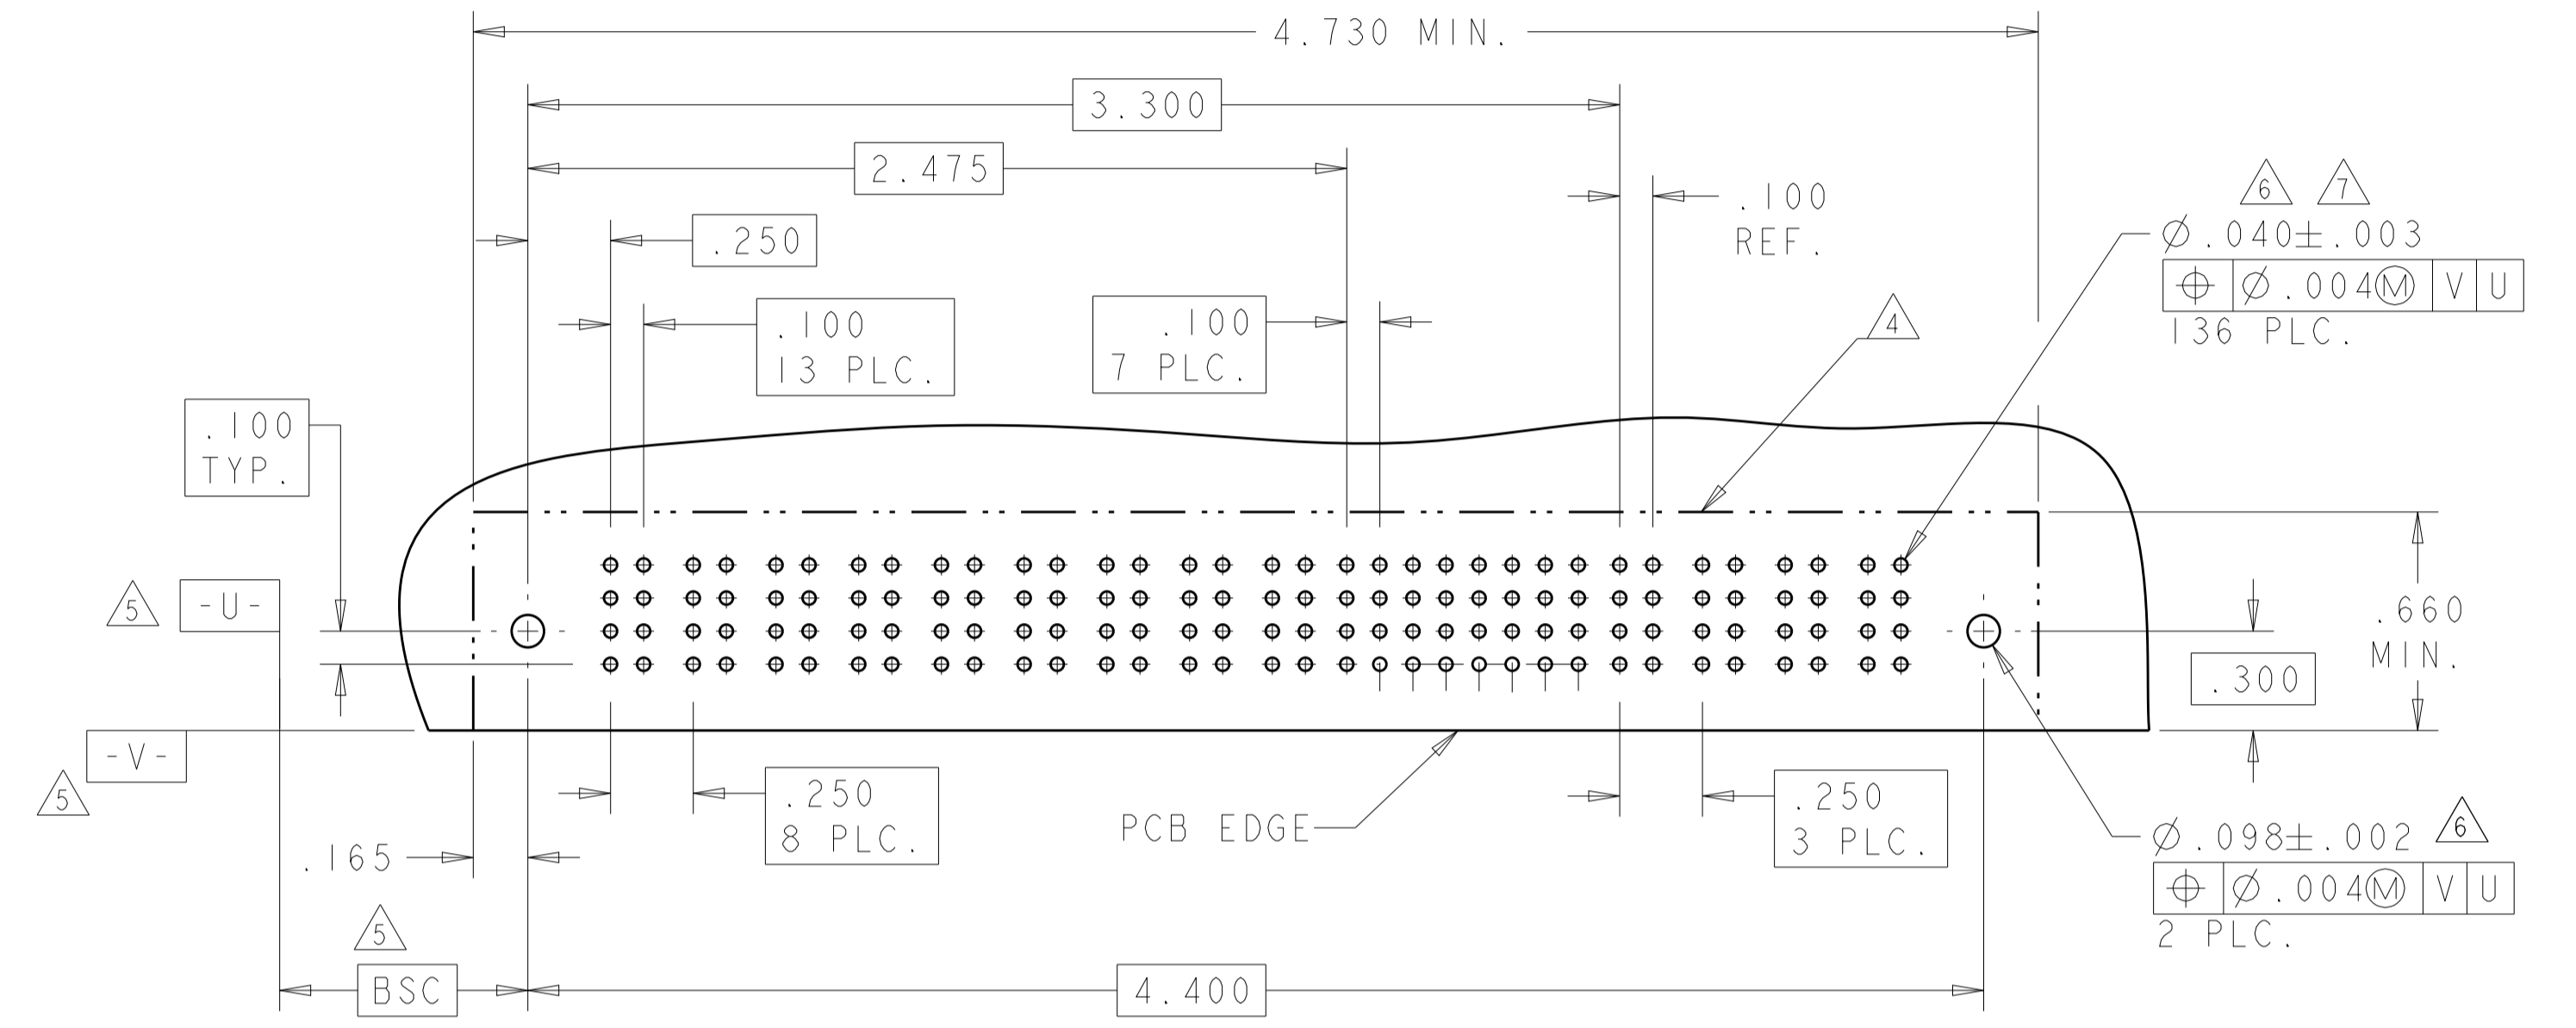 4.730 MIN.
3.300
2.475
.100
REF.
.250
6 7
Ø.040±.003
⌖ Ø.004Ⓜ V U
136 PLC.
.100
13 PLC.
.100
7 PLC.
4
.100
TYP.
5
-U-
.660
MIN.
.300
-V-
5
.250
8 PLC.
PCB EDGE
.250
3 PLC.
.165
Ø.098±.002 6
⌖ Ø.004Ⓜ V U
2 PLC.
5
BSC
4.400